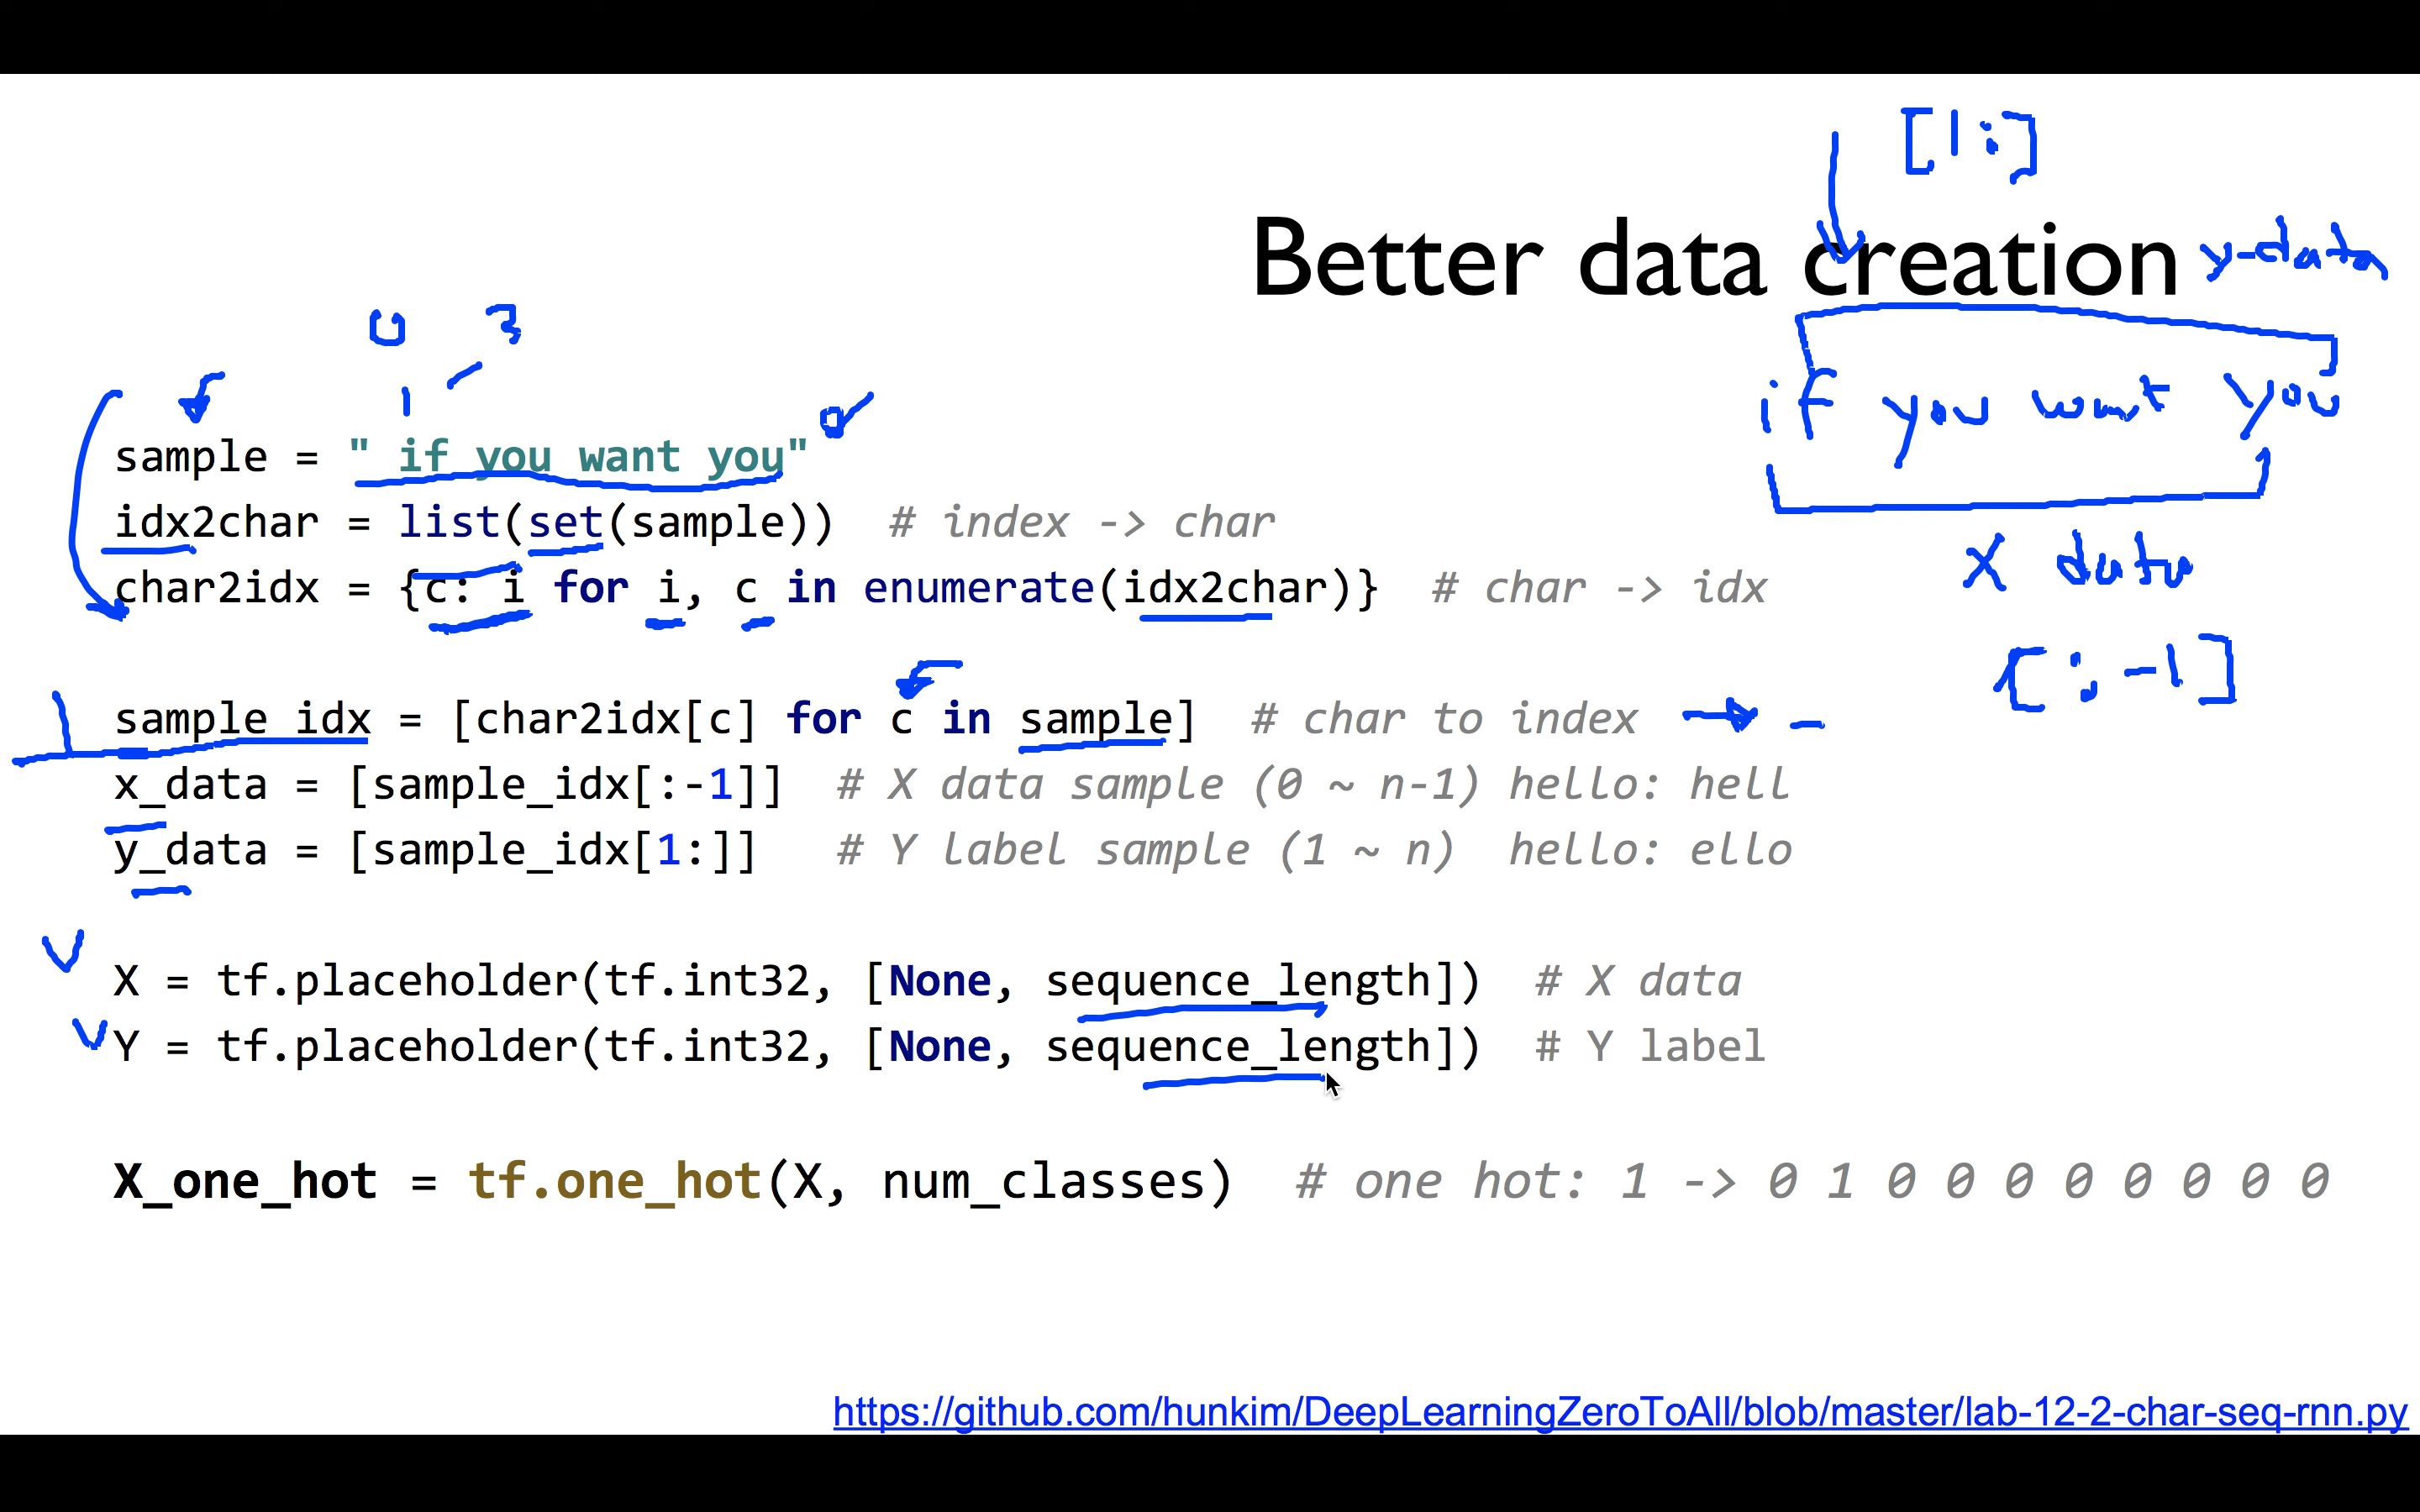 [1:]
Better data creation y-data
0 3
1
if you want you
sample = " if you want you"
idx2char = list(set(sample))  # index -> char
X data
char2idx = {c: i for i, c in enumerate(idx2char)}  # char -> idx
[:-1]
sample_idx = [char2idx[c] for c in sample]  # char to index
x_data = [sample_idx[:-1]]  # X data sample (0 ~ n-1) hello: hell
y_data = [sample_idx[1:]]  # Y label sample (1 ~ n)  hello: ello
X = tf.placeholder(tf.int32, [None, sequence_length])  # X data
Y = tf.placeholder(tf.int32, [None, sequence_length])  # Y label
X_one_hot = tf.one_hot(X, num_classes)  # one hot: 1 -> 0 1 0 0 0 0 0 0 0 0
https://github.com/hunkim/DeepLearningZeroToAll/blob/master/lab-12-2-char-seq-rnn.py